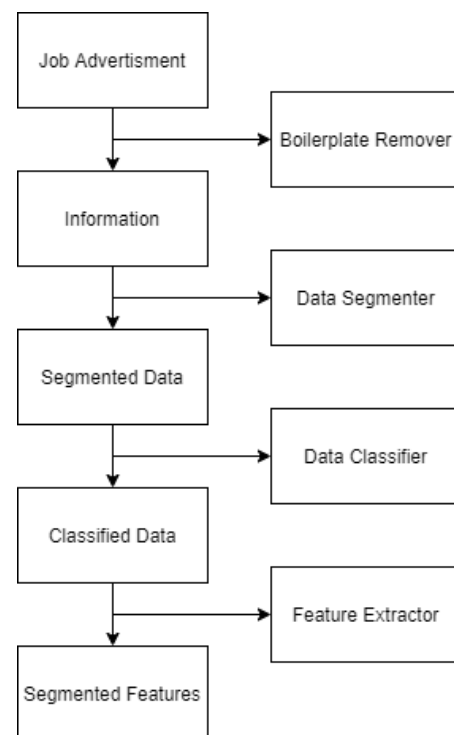 Job Advertisment
Boilerplate Remover
Information
Data Segmenter
Segmented Data
Data Classifier
Classified Data
Feature Extractor
Segmented Features